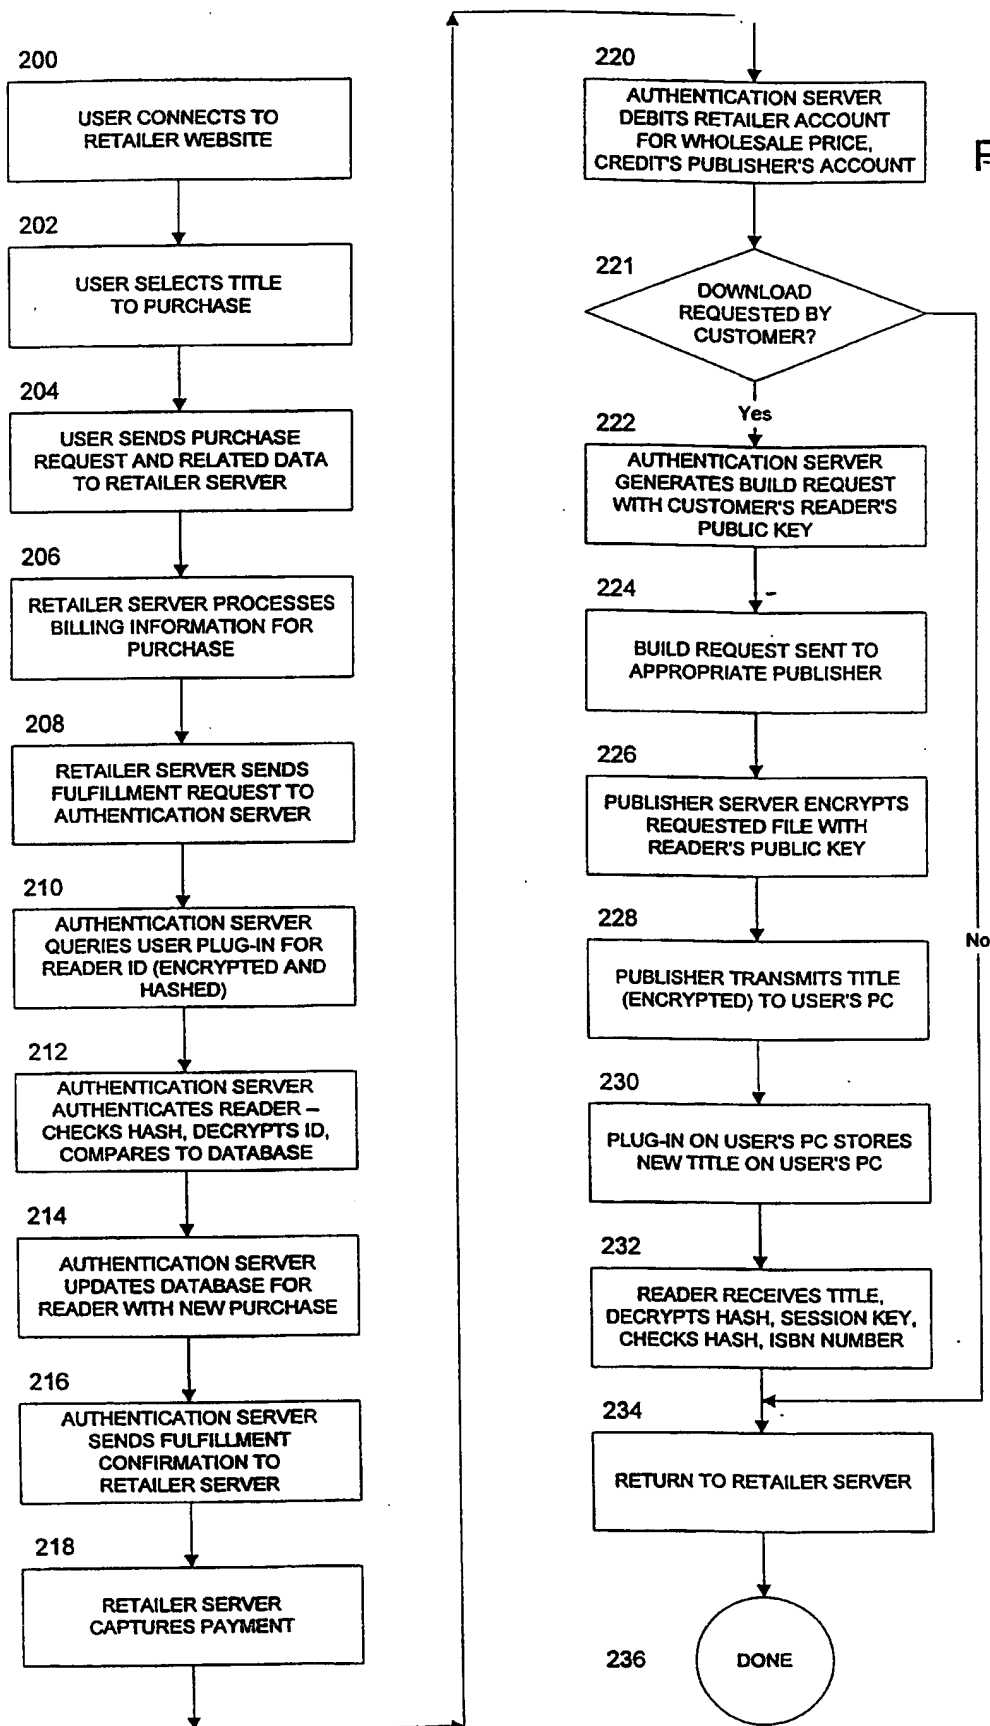 200
USER CONNECTS TO
RETAILER WEBSITE
202
USER SELECTS TITLE
TO PURCHASE
204
USER SENDS PURCHASE
REQUEST AND RELATED DATA
TO RETAILER SERVER
206
RETAILER SERVER PROCESSES
BILLING INFORMATION FOR
PURCHASE
208
RETAILER SERVER SENDS
FULFILLMENT REQUEST TO
AUTHENTICATION SERVER
210
AUTHENTICATION SERVER
QUERIES USER PLUG-IN FOR
READER ID (ENCRYPTED AND
HASHED)
212
AUTHENTICATION SERVER
AUTHENTICATES READER –
CHECKS HASH, DECRYPTS ID,
COMPARES TO DATABASE
214
AUTHENTICATION SERVER
UPDATES DATABASE FOR
READER WITH NEW PURCHASE
216
AUTHENTICATION SERVER
SENDS FULFILLMENT
CONFIRMATION TO
RETAILER SERVER
218
RETAILER SERVER
CAPTURES PAYMENT
220
AUTHENTICATION SERVER
DEBITS RETAILER ACCOUNT
FOR WHOLESALE PRICE,
CREDIT'S PUBLISHER'S ACCOUNT
221
DOWNLOAD
REQUESTED BY
CUSTOMER?
Yes
222
AUTHENTICATION SERVER
GENERATES BUILD REQUEST
WITH CUSTOMER'S READER'S
PUBLIC KEY
224
BUILD REQUEST SENT TO
APPROPRIATE PUBLISHER
226
PUBLISHER SERVER ENCRYPTS
REQUESTED FILE WITH
READER'S PUBLIC KEY
228
No
PUBLISHER TRANSMITS TITLE
(ENCRYPTED) TO USER'S PC
230
PLUG-IN ON USER'S PC STORES
NEW TITLE ON USER'S PC
232
READER RECEIVES TITLE,
DECRYPTS HASH, SESSION KEY,
CHECKS HASH, ISBN NUMBER
234
RETURN TO RETAILER SERVER
236
DONE